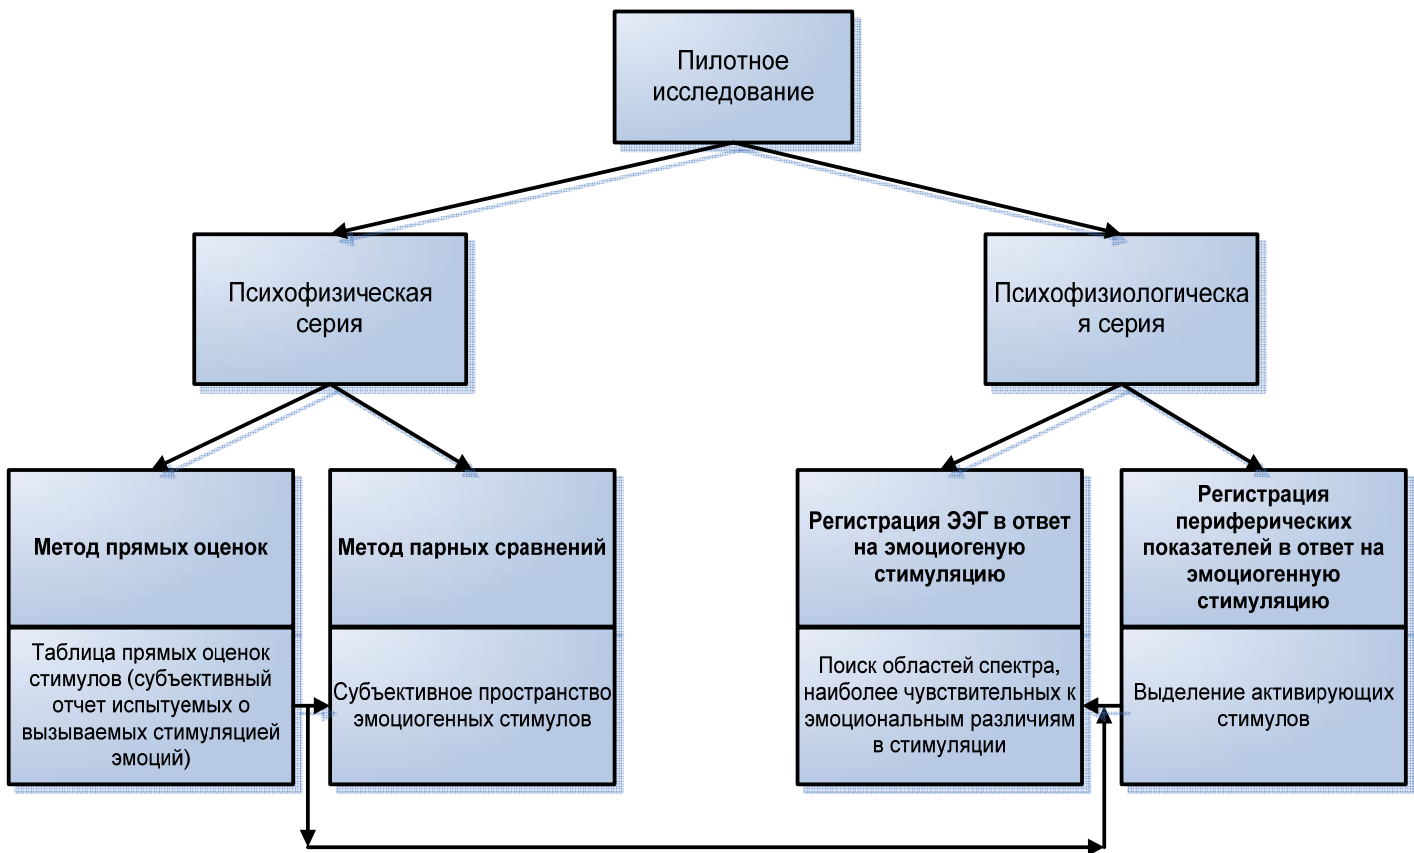 Пилотное
исследование
Психофизическая
серия
Психофизиологическа
я серия
Метод прямых оценок
Метод парных сравнений
Регистрация ЭЭГ в ответ
на эмоциогеную
стимуляцию
Регистрация
периферических
показателей в ответ на
эмоциогенную
стимуляцию
Таблица прямых оценок
стимулов (субъективный
отчет испытуемых о
вызываемых стимуляцией
эмоций)
Субъективное пространство
эмоциогенных стимулов
Поиск областей спектра,
наиболее чувствительных к
эмоциональным различиям
в стимуляции
Выделение активирующих
стимулов